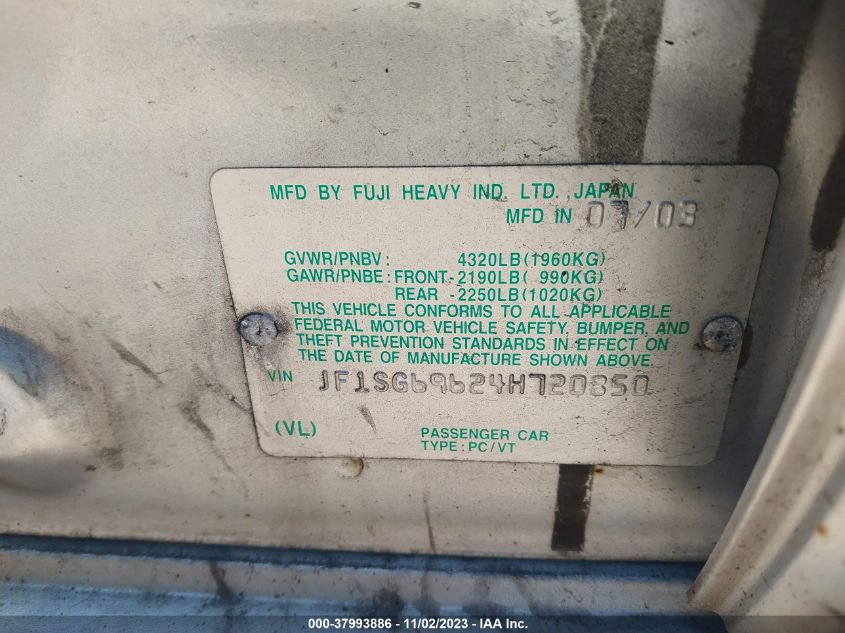 MFD BY FUJI HEAVY IND. LTD. JAPAN
MFD IN 07/03
GVWR/PNBV: 4320LB(1960KG)
GAWR/PNBE: FRONT-2190LB( 990KG)
REAR -2250LB(1020KG)
THIS VEHICLE CONFORMS TO ALL APPLICABLE
FEDERAL MOTOR VEHICLE SAFETY, BUMPER, AND
THEFT PREVENTION STANDARDS IN EFFECT ON
THE DATE OF MANUFACTURE SHOWN ABOVE.
VIN JF1SG69624H720850
(VL)
PASSENGER CAR
TYPE:PC/VT
000-37993886 - 11/02/2023 - IAA Inc.